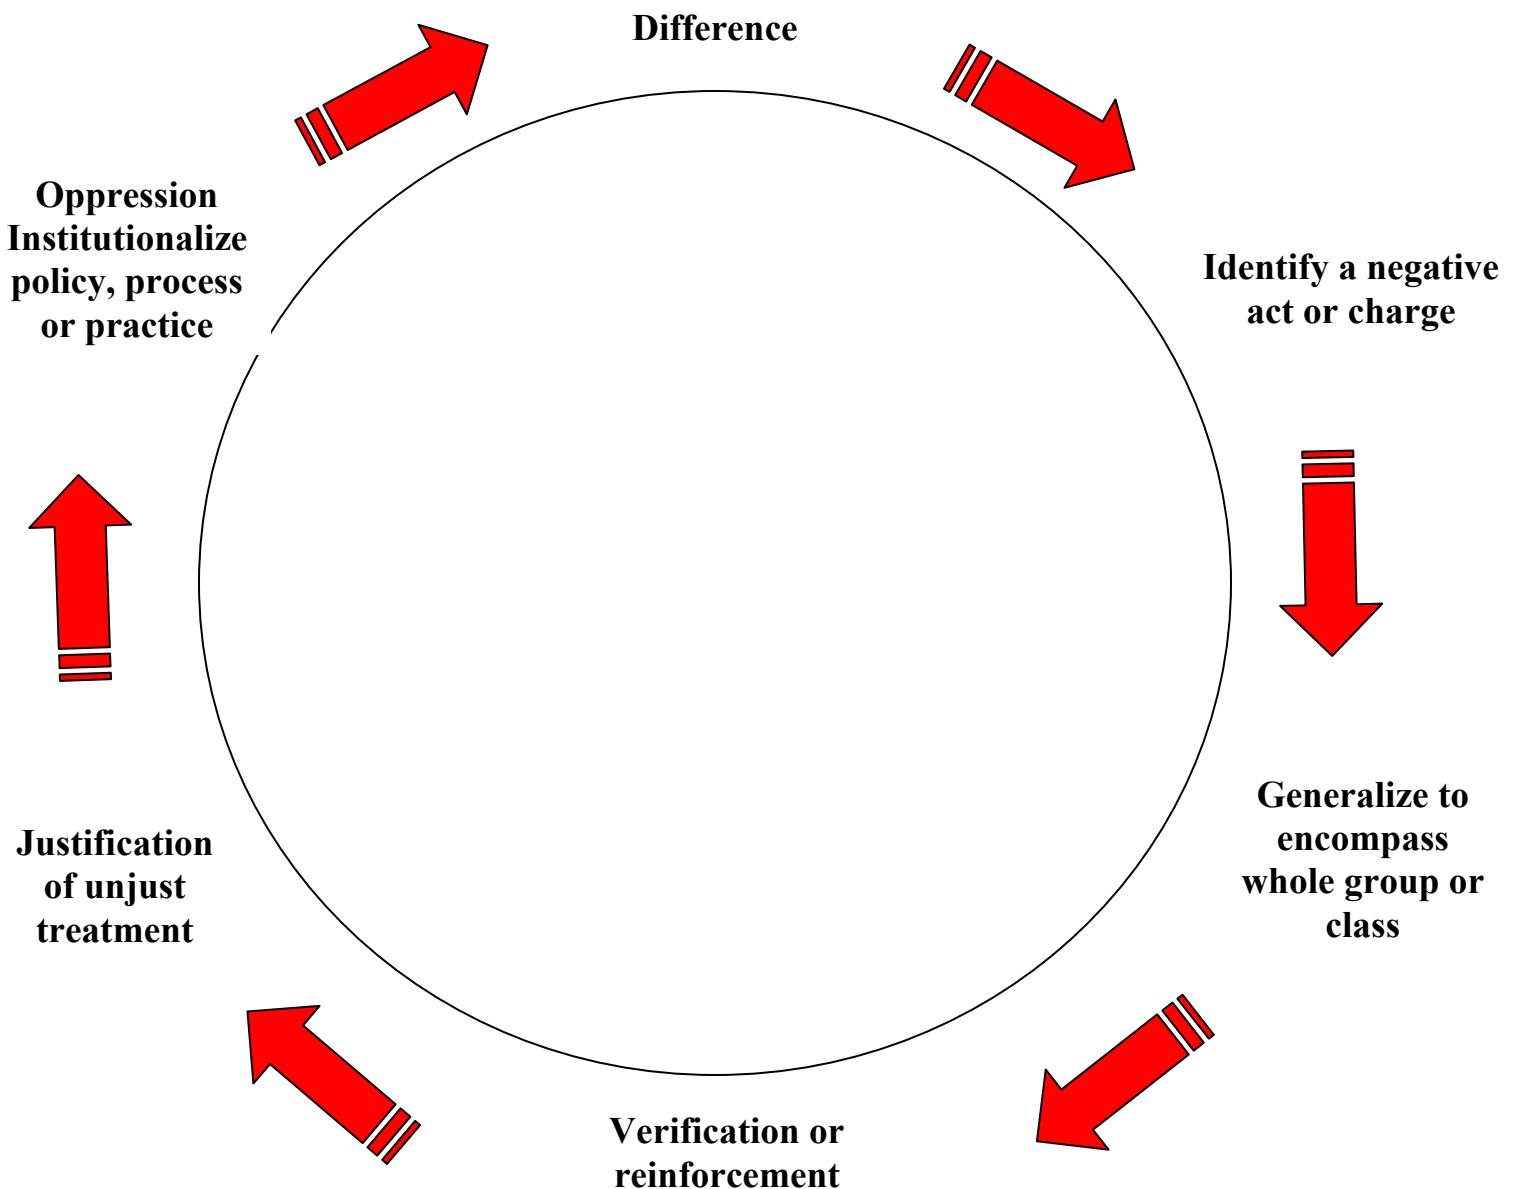 Difference
Identify a negative
act or charge
Generalize to
encompass
whole group or
class
Verification or
reinforcement
Justification
of unjust
treatment
Oppression
Institutionalize
policy, process
or practice